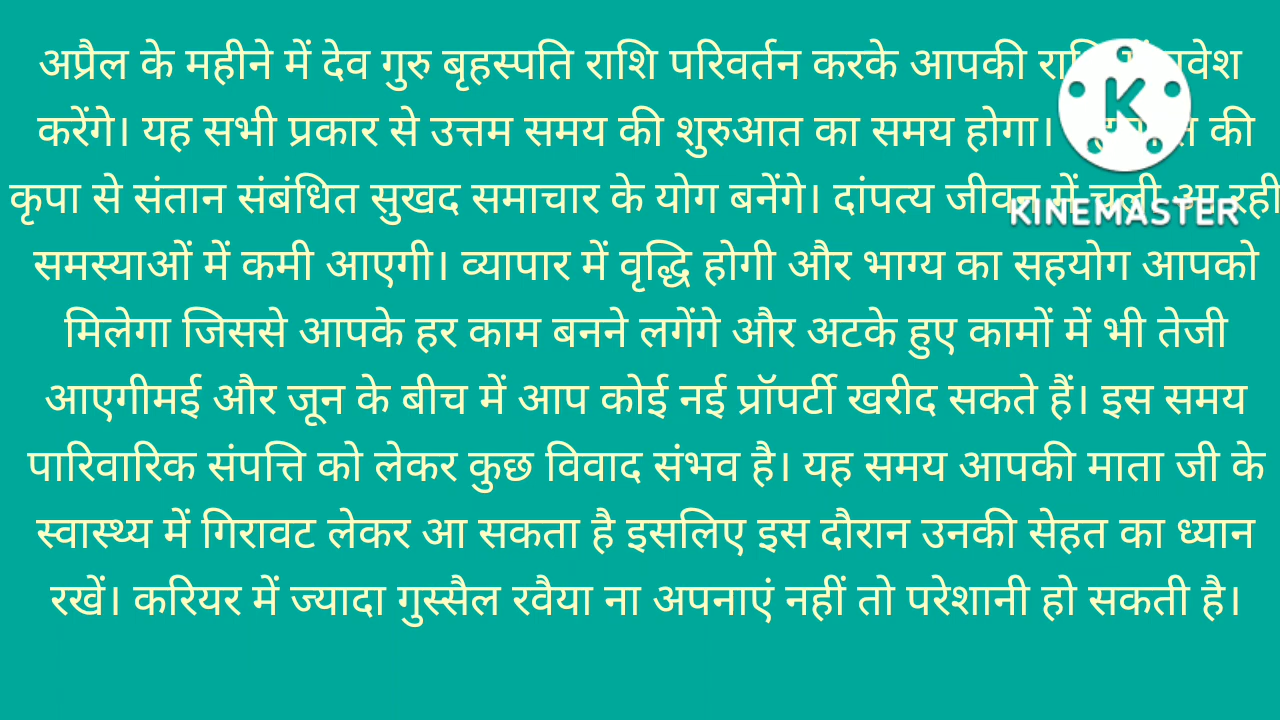 अप्रैल के महीने में देव गुरु बृहस्पति राशि परिवर्तन करके आपकी
करेंगे। यह सभी प्रकार से उत्तम समय की शुरुआत का समय होगा। की
कृपा से संतान संबंधित सुखद समाचार के योग बनेंगे। दांपत्य जीवन में चली आ रही
समस्याओं में कमी आएगी। व्यापार में वृद्धि होगी और भाग्य का सहयोग आपको
मिलेगा जिससे आपके हर काम बनने लगेंगे और अटके हुए कामों में भी तेजी
आएगीमई और जून के बीच में आप कोई नई प्रॉपर्टी खरीद सकते हैं। इस समय
पारिवारिक संपत्ति को लेकर कुछ विवाद संभव है। यह समय आपकी माता जी के
स्वास्थ्य में गिरावट लेकर आ सकता है इसलिए इस दौरान उनकी सेहत का ध्यान
रखें। करियर में ज्यादा गुस्सैल रवैया ना अपनाएं नहीं तो परेशानी हो सकती है।
K
KINEMASTER